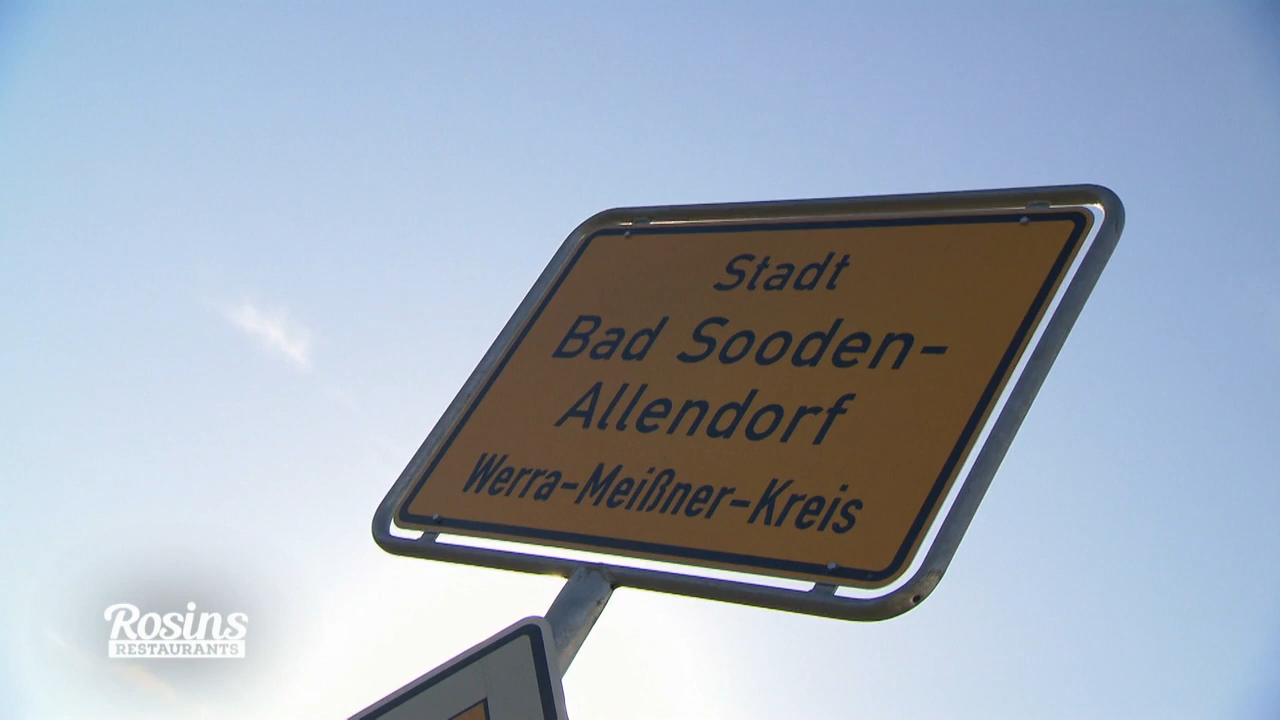 Stadt
Bad Sooden-
Allendorf
Werra-Meißner-Kreis
Rosins
RESTAURANTS